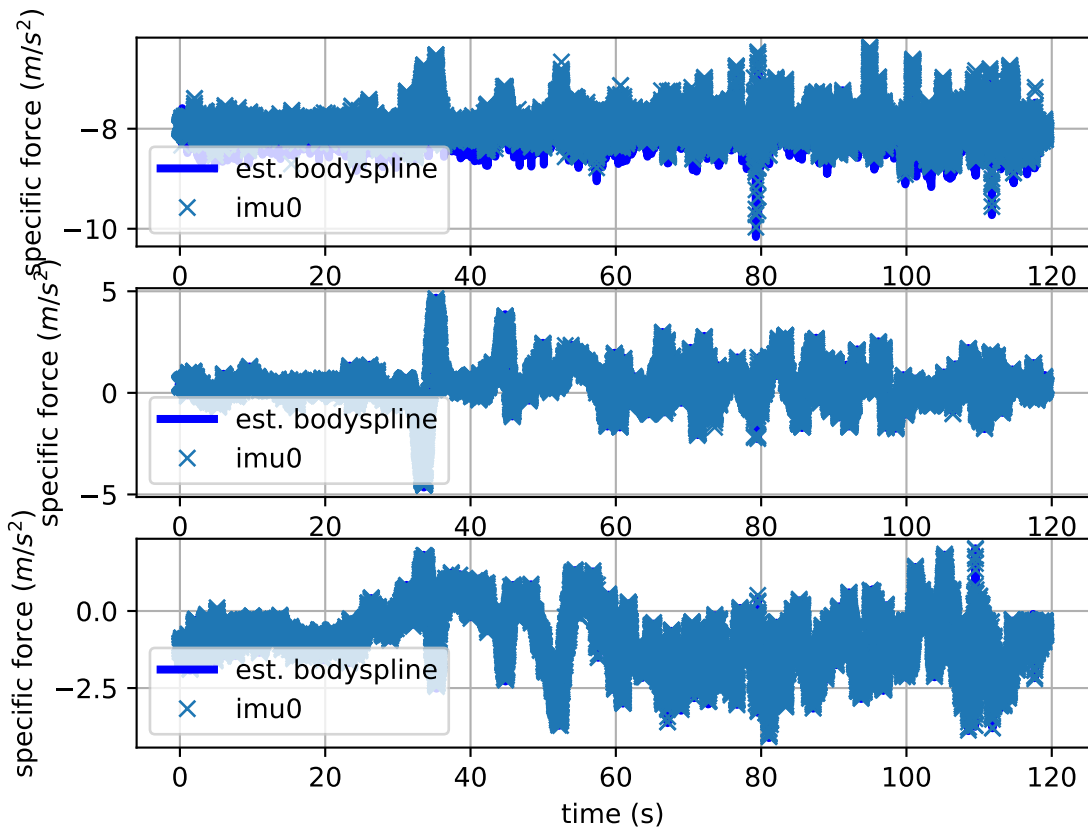 specific force (m/s²)
−8
−10
est. bodyspline
imu0
0 20 40 60 80 100 120
specific force (m/s²)
5
0
−5
est. bodyspline
imu0
0 20 40 60 80 100 120
specific force (m/s²)
0.0
−2.5
est. bodyspline
imu0
0 20 40 60 80 100 120
time (s)